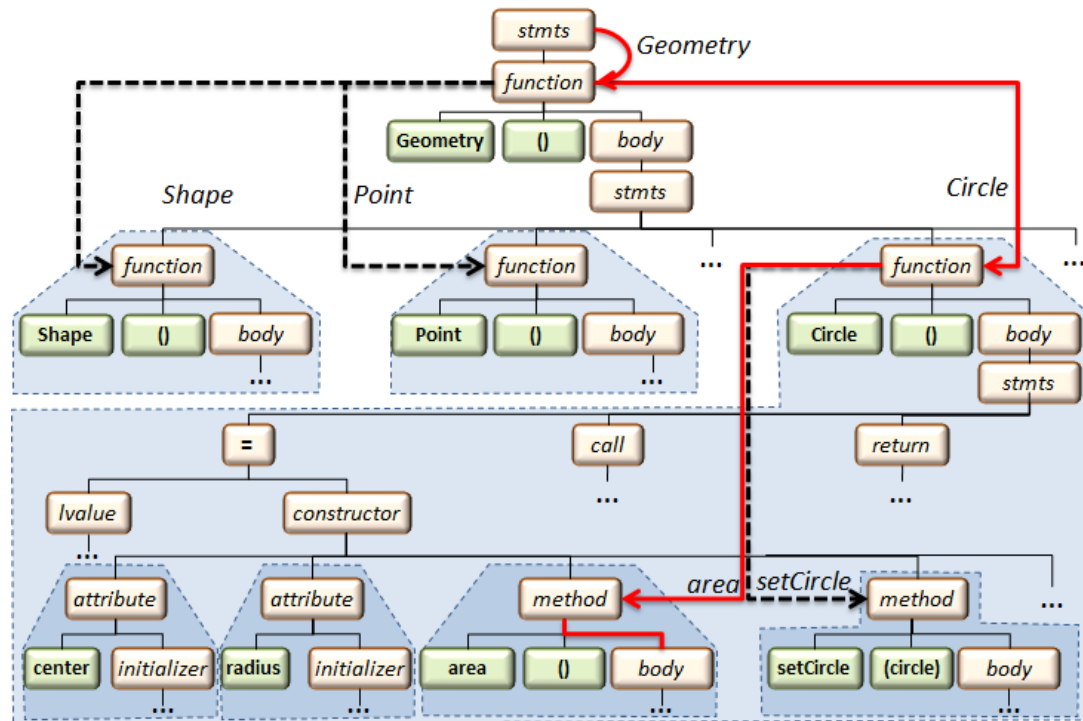 stmts
Geometry
function
Geometry () body
Shape Point stmts Circle
function function ... function ...
Shape () body Point () body Circle () body
... ... stmts
= call return
... ...
lvalue constructor
...
area setCircle
attribute attribute method method ...
center initializer radius initializer area () body setCircle (circle) body
... ... ... ...